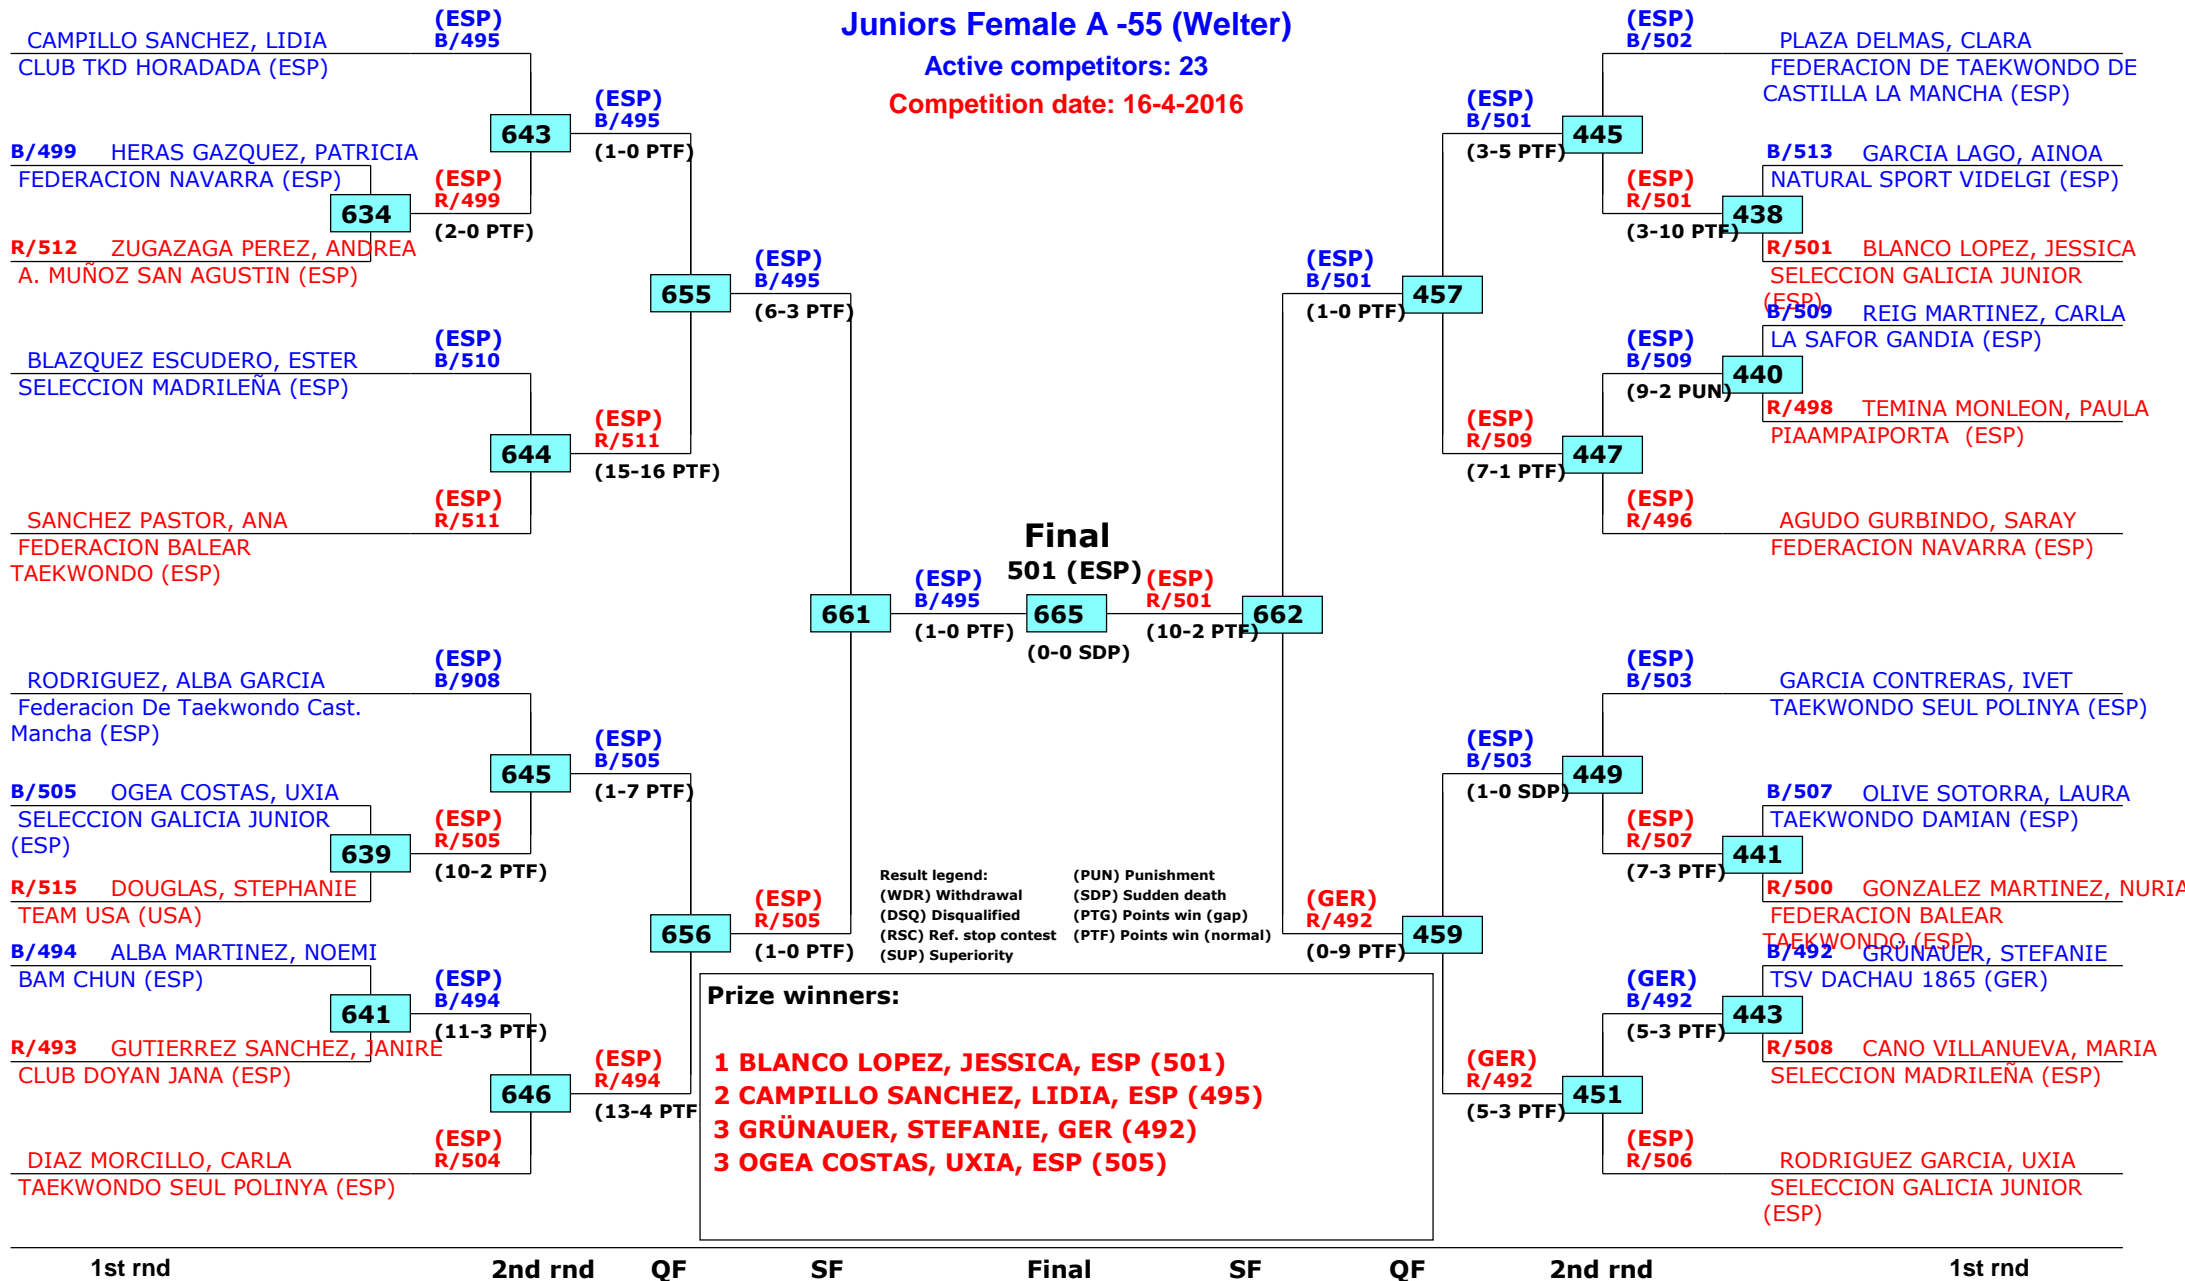 Juniors Female A -55 (Welter)
Active competitors: 23
Competition date: 16-4-2016
CAMPILLO SANCHEZ, LIDIA
CLUB TKD HORADADA (ESP)
(ESP)
B/495
B/499 HERAS GAZQUEZ, PATRICIA
FEDERACION NAVARRA (ESP)
634
R/512 ZUGAZAGA PEREZ, ANDREA
A. MUÑOZ SAN AGUSTIN (ESP)
(ESP)
R/499
(2-0 PTF)
643
(ESP)
B/495
(1-0 PTF)
BLAZQUEZ ESCUDERO, ESTER
SELECCION MADRILEÑA (ESP)
(ESP)
B/510
644
SANCHEZ PASTOR, ANA
FEDERACION BALEAR
TAEKWONDO (ESP)
(ESP)
R/511
(ESP)
R/511
(15-16 PTF)
655
(ESP)
B/495
(6-3 PTF)
RODRIGUEZ, ALBA GARCIA
Federacion De Taekwondo Cast.
Mancha (ESP)
(ESP)
B/908
645
B/505 OGEA COSTAS, UXIA
SELECCION GALICIA JUNIOR
(ESP)
639
R/515 DOUGLAS, STEPHANIE
TEAM USA (USA)
(ESP)
R/505
(10-2 PTF)
(ESP)
B/505
(1-7 PTF)
B/494 ALBA MARTINEZ, NOEMI
BAM CHUN (ESP)
641
R/493 GUTIERREZ SANCHEZ, JANIRE
CLUB DOYAN JANA (ESP)
(ESP)
B/494
(11-3 PTF)
646
DIAZ MORCILLO, CARLA
TAEKWONDO SEUL POLINYA (ESP)
(ESP)
R/504
(ESP)
R/494
(13-4 PTF
656
(ESP)
R/505
(1-0 PTF)
661
(ESP)
B/495
(1-0 PTF)
Final
501 (ESP)
665
(0-0 SDP)
(ESP)
R/501
(10-2 PTF)
662
(ESP)
B/501
(1-0 PTF)
457
(ESP)
B/501
(3-5 PTF)
445
(ESP)
B/502
PLAZA DELMAS, CLARA
FEDERACION DE TAEKWONDO DE
CASTILLA LA MANCHA (ESP)
B/513 GARCIA LAGO, AINOA
NATURAL SPORT VIDELGI (ESP)
(ESP)
R/501
(3-10 PTF)
438
R/501 BLANCO LOPEZ, JESSICA
SELECCION GALICIA JUNIOR
(ESP)
B/509 REIG MARTINEZ, CARLA
LA SAFOR GANDIA (ESP)
(ESP)
B/509
(9-2 PUN)
440
R/498 TEMINA MONLEON, PAULA
PIAAMPAIPORTA (ESP)
(ESP)
R/509
(7-1 PTF)
447
(ESP)
R/496
AGUDO GURBINDO, SARAY
FEDERACION NAVARRA (ESP)
(ESP)
B/503
GARCIA CONTRERAS, IVET
TAEKWONDO SEUL POLINYA (ESP)
(ESP)
B/503
(1-0 SDP)
449
B/507 OLIVE SOTORRA, LAURA
TAEKWONDO DAMIAN (ESP)
(ESP)
R/507
(7-3 PTF)
441
R/500 GONZALEZ MARTINEZ, NURIA
FEDERACION BALEAR
TAEKWONDO (ESP)
(GER)
R/492
(0-9 PTF)
459
B/492 GRÜNAUER, STEFANIE
TSV DACHAU 1865 (GER)
(GER)
B/492
(5-3 PTF)
443
R/508 CANO VILLANUEVA, MARIA
SELECCION MADRILEÑA (ESP)
(GER)
R/492
(5-3 PTF)
451
(ESP)
R/506
RODRIGUEZ GARCIA, UXIA
SELECCION GALICIA JUNIOR
(ESP)
Result legend:
(WDR) Withdrawal
(DSQ) Disqualified
(RSC) Ref. stop contest
(SUP) Superiority
(PUN) Punishment
(SDP) Sudden death
(PTG) Points win (gap)
(PTF) Points win (normal)
Prize winners:
1 BLANCO LOPEZ, JESSICA, ESP (501)
2 CAMPILLO SANCHEZ, LIDIA, ESP (495)
3 GRÜNAUER, STEFANIE, GER (492)
3 OGEA COSTAS, UXIA, ESP (505)
1st rnd 2nd rnd QF SF Final SF QF 2nd rnd 1st rnd